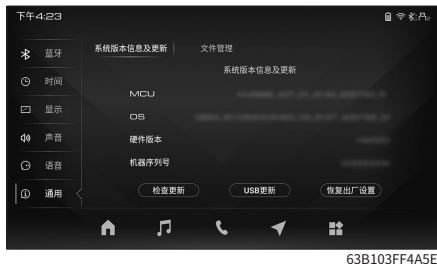 下午4:23
系统版本信息及更新
文件管理
蓝牙
系统版本信息及更新
时间
MCU
显示
OS
声音
硬件版本
语音
机器序列号
通用
检查更新
USB更新
恢复出厂设置
63B103FF4A5E